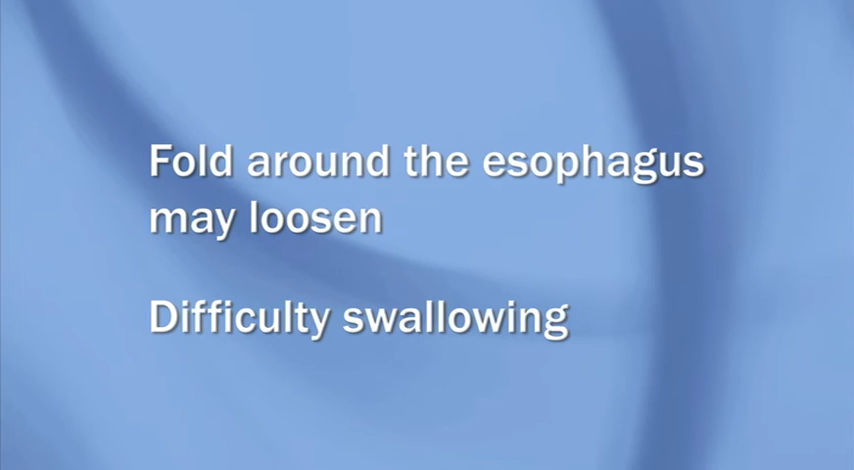 Fold around the esophagus
may loosen
Difficulty swallowing